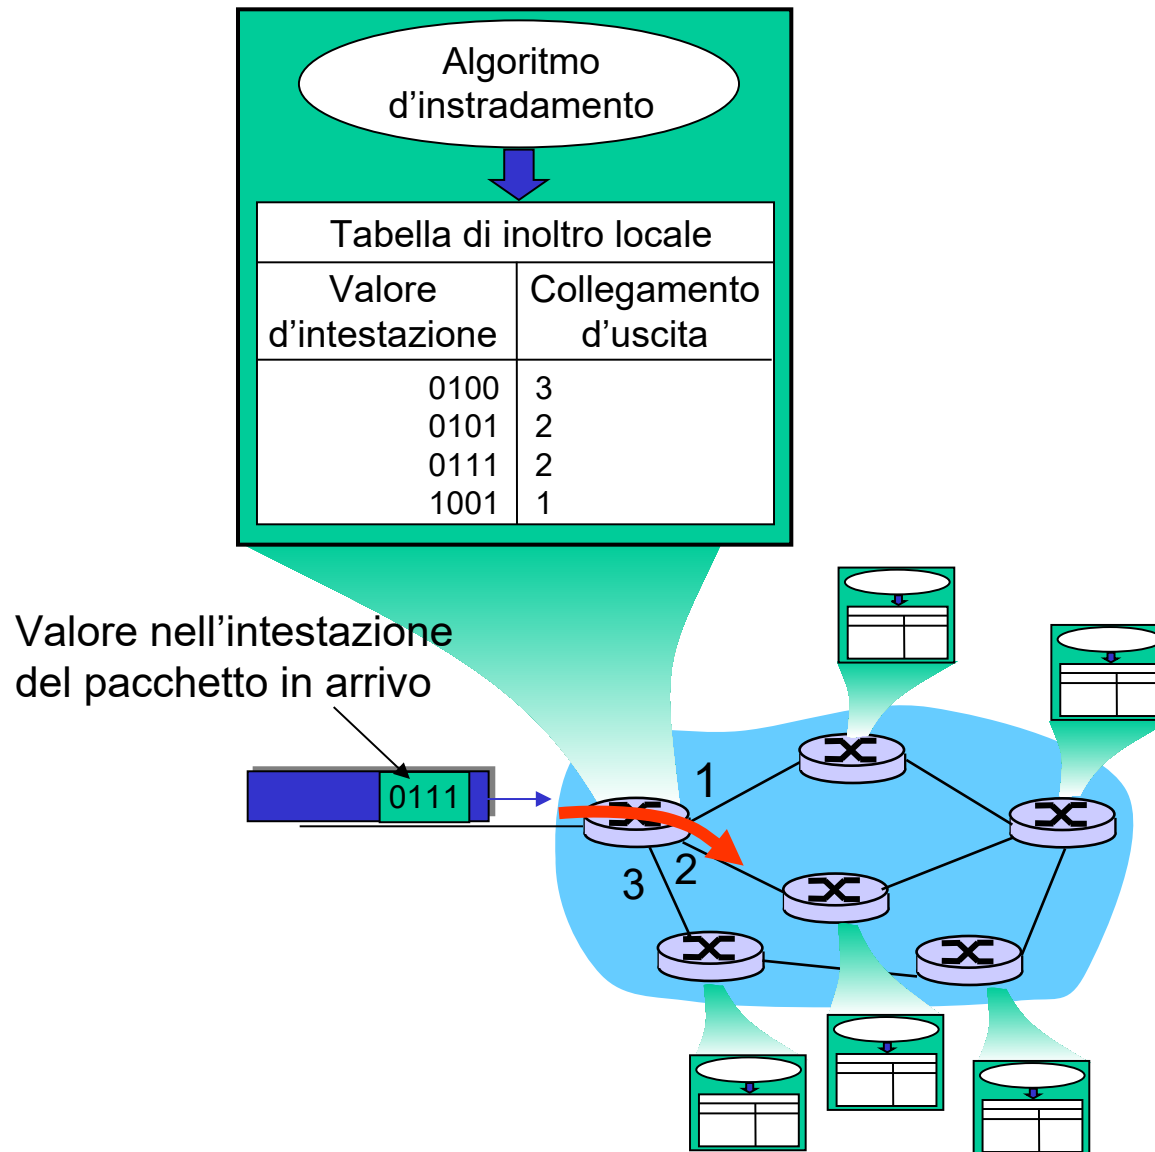 Algoritmo
d'instradamento
Tabella di inoltro locale
Valore
d'intestazione
Collegamento
d'uscita
0100 3
0101 2
0111 2
1001 1
Valore nell'intestazione
del pacchetto in arrivo
0111
1
2
3